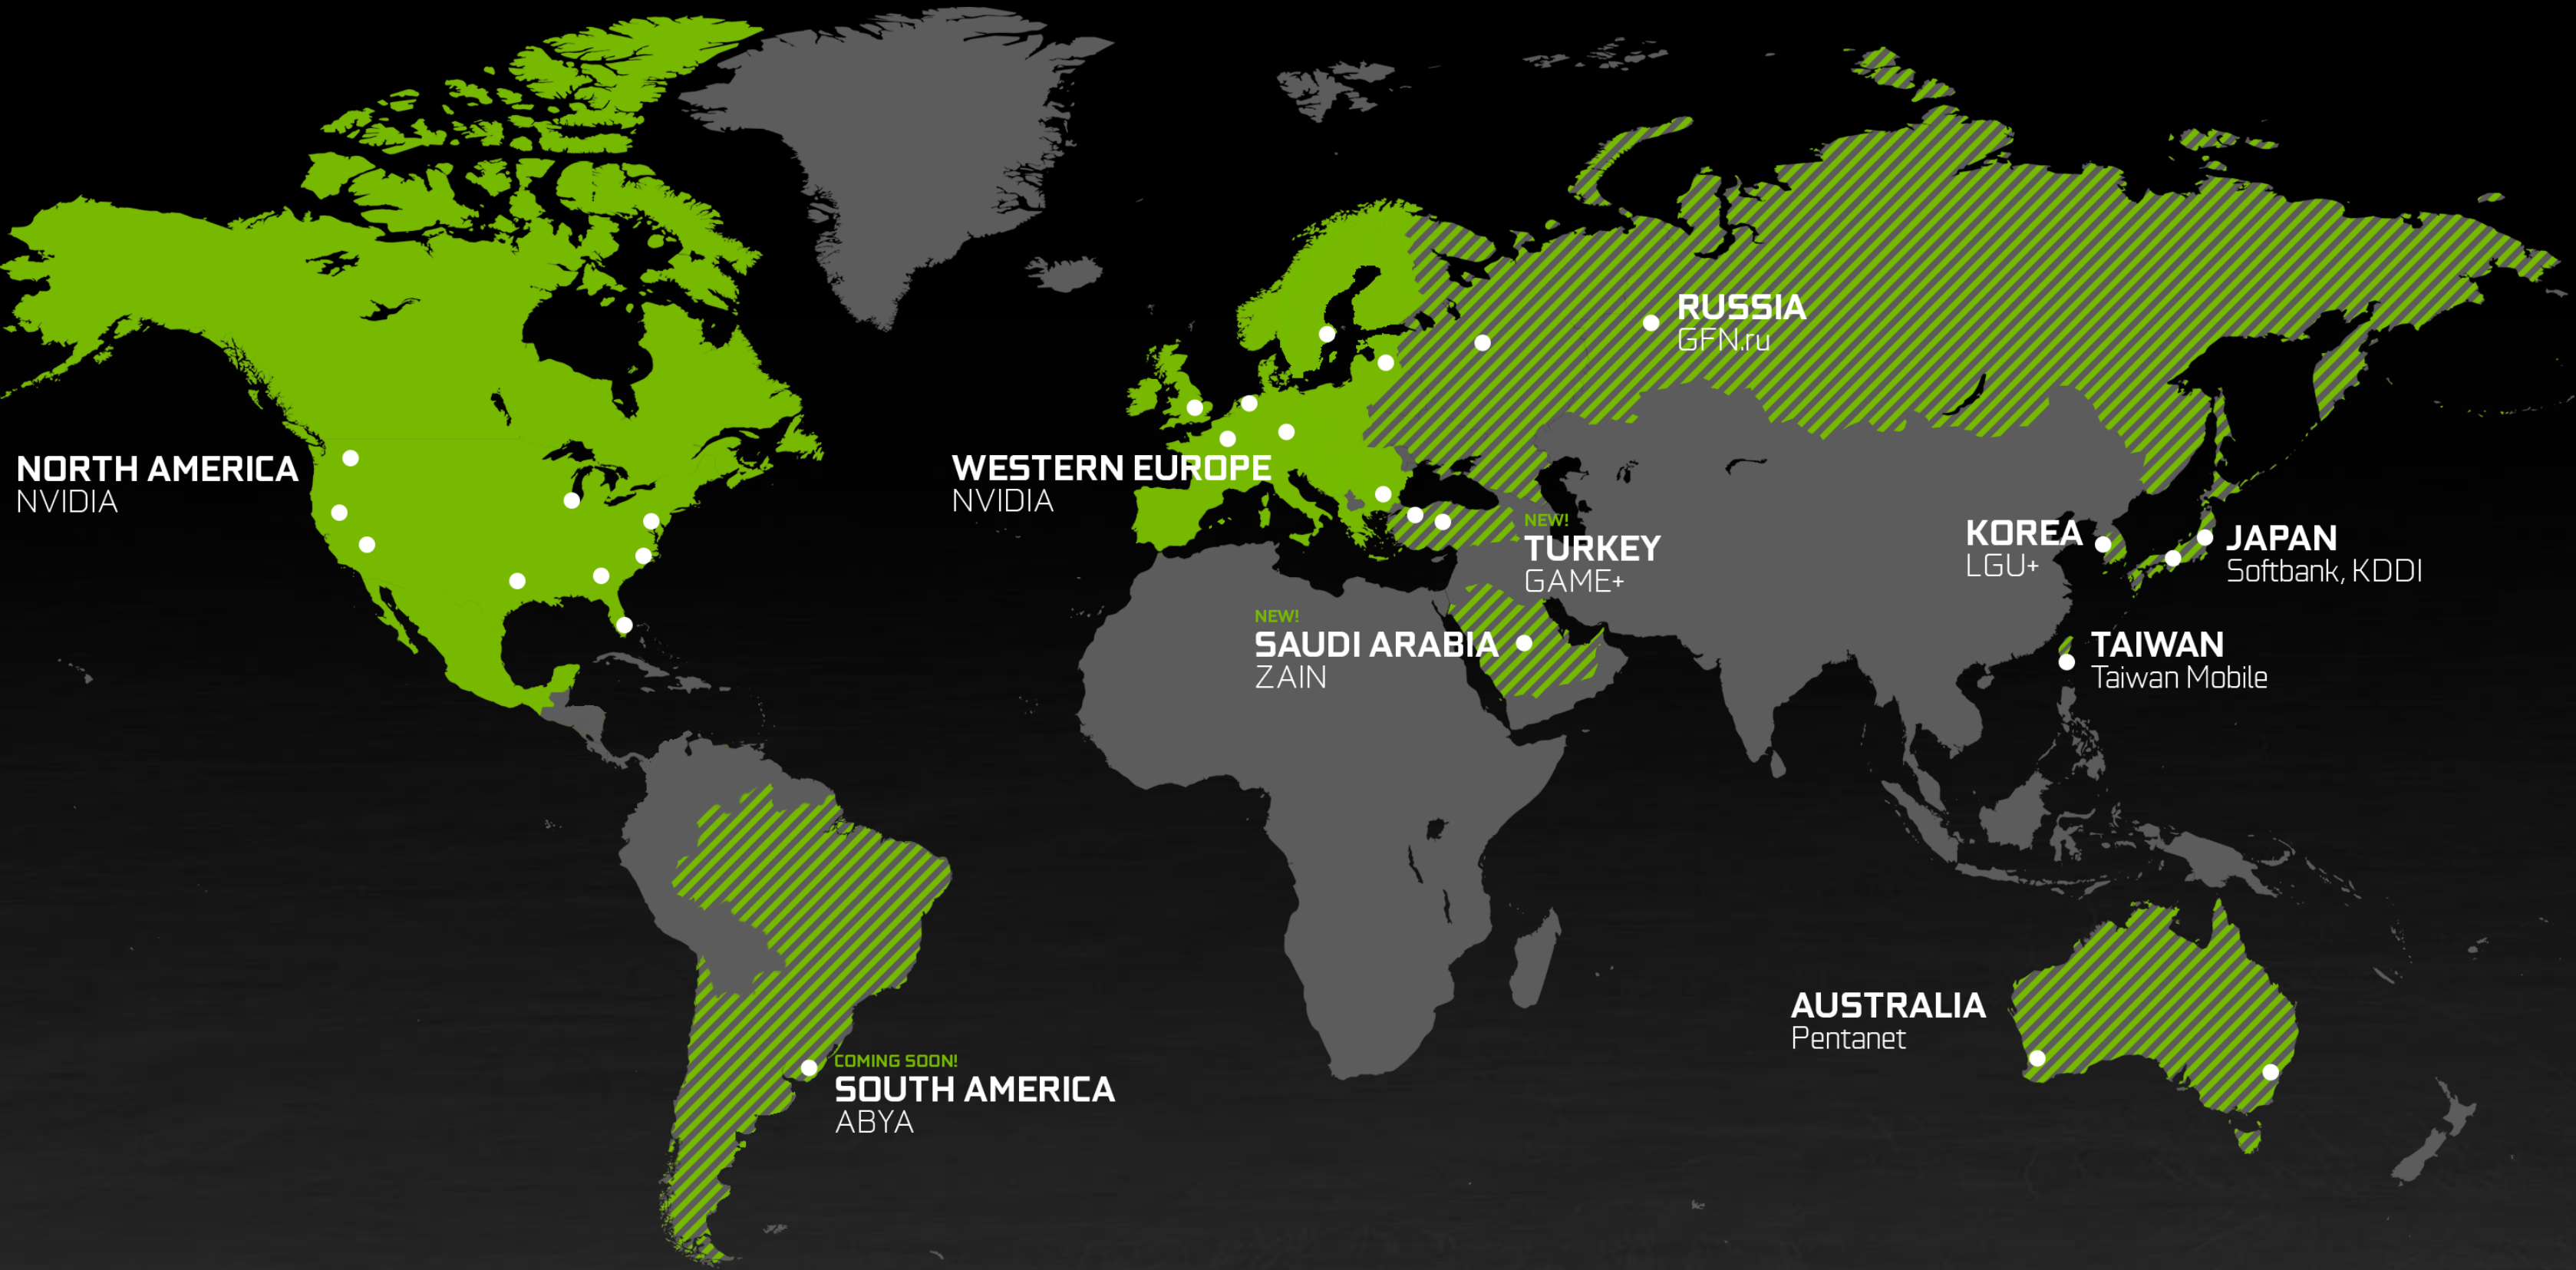 NORTH AMERICA
NVIDIA
WESTERN EUROPE
NVIDIA
RUSSIA
GFN.ru
NEW!
TURKEY
GAME+
NEW!
SAUDI ARABIA
ZAIN
KOREA
LGU+
JAPAN
Softbank, KDDI
TAIWAN
Taiwan Mobile
COMING SOON!
SOUTH AMERICA
ABYA
AUSTRALIA
Pentanet